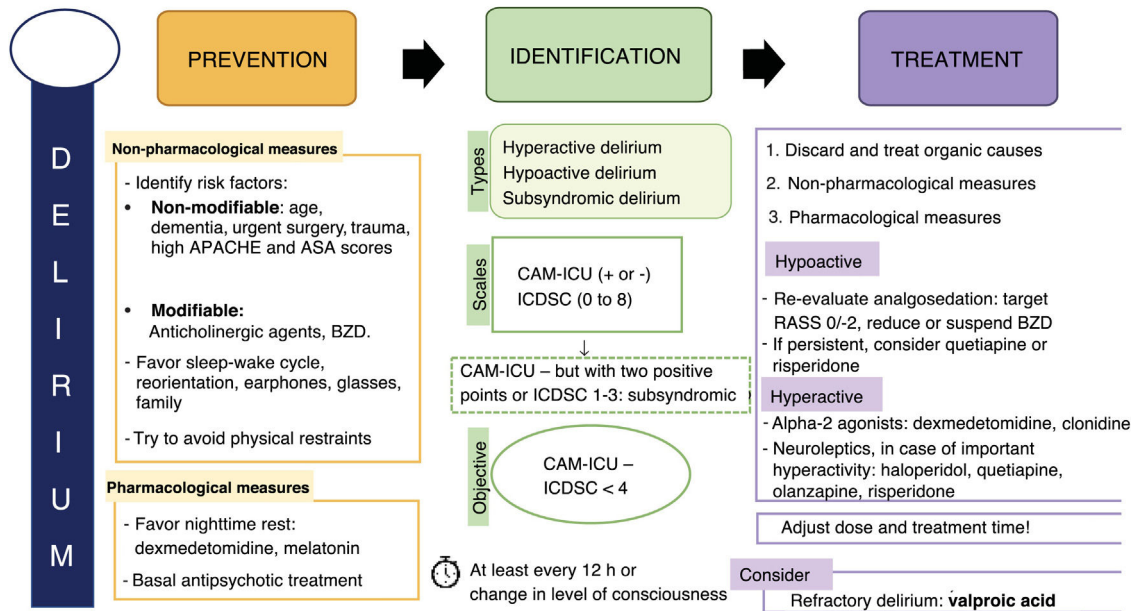 DELIRIUM
PREVENTION
Non-pharmacological measures
- Identify risk factors:
• Non-modifiable: age,
dementia, urgent surgery, trauma,
high APACHE and ASA scores
• Modifiable:
Anticholinergic agents, BZD.
- Favor sleep-wake cycle,
reorientation, earphones, glasses,
family
- Try to avoid physical restraints
Pharmacological measures
- Favor nighttime rest:
dexmedetomidine, melatonin
- Basal antipsychotic treatment
IDENTIFICATION
Types
Hyperactive delirium
Hypoactive delirium
Subsyndromic delirium
Scales
CAM-ICU (+ or -)
ICDSC (0 to 8)
↓
CAM-ICU – but with two positive
points or ICDSC 1-3: subsyndromic
Objective
CAM-ICU –
ICDSC < 4
At least every 12 h or
change in level of consciousness
TREATMENT
1. Discard and treat organic causes
2. Non-pharmacological measures
3. Pharmacological measures
Hypoactive
- Re-evaluate analgosedation: target
RASS 0/-2, reduce or suspend BZD
- If persistent, consider quetiapine or
risperidone
Hyperactive
- Alpha-2 agonists: dexmedetomidine, clonidine
- Neuroleptics, in case of important
hyperactivity: haloperidol, quetiapine,
olanzapine, risperidone
Adjust dose and treatment time!
Consider
Refractory delirium: valproic acid